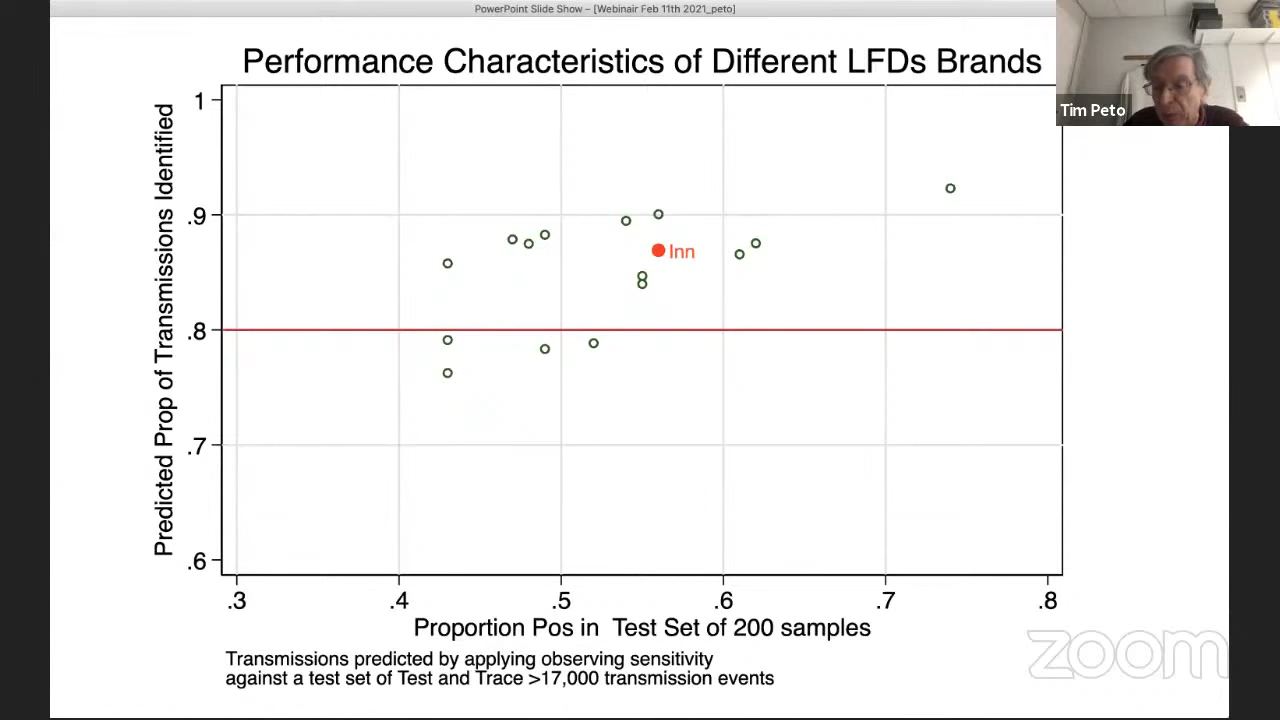 PowerPoint Slide Show – [Webinair Feb 11th 2021_peto]
Performance Characteristics of Different LFDs Brands
Tim Peto
Predicted Prop of Transmissions Identified
1
.9
.8
.7
.6
Inn
.3 .4 .5 .6 .7 .8
Proportion Pos in Test Set of 200 samples
Transmissions predicted by applying observing sensitivity
against a test set of Test and Trace >17,000 transmission events
zoom